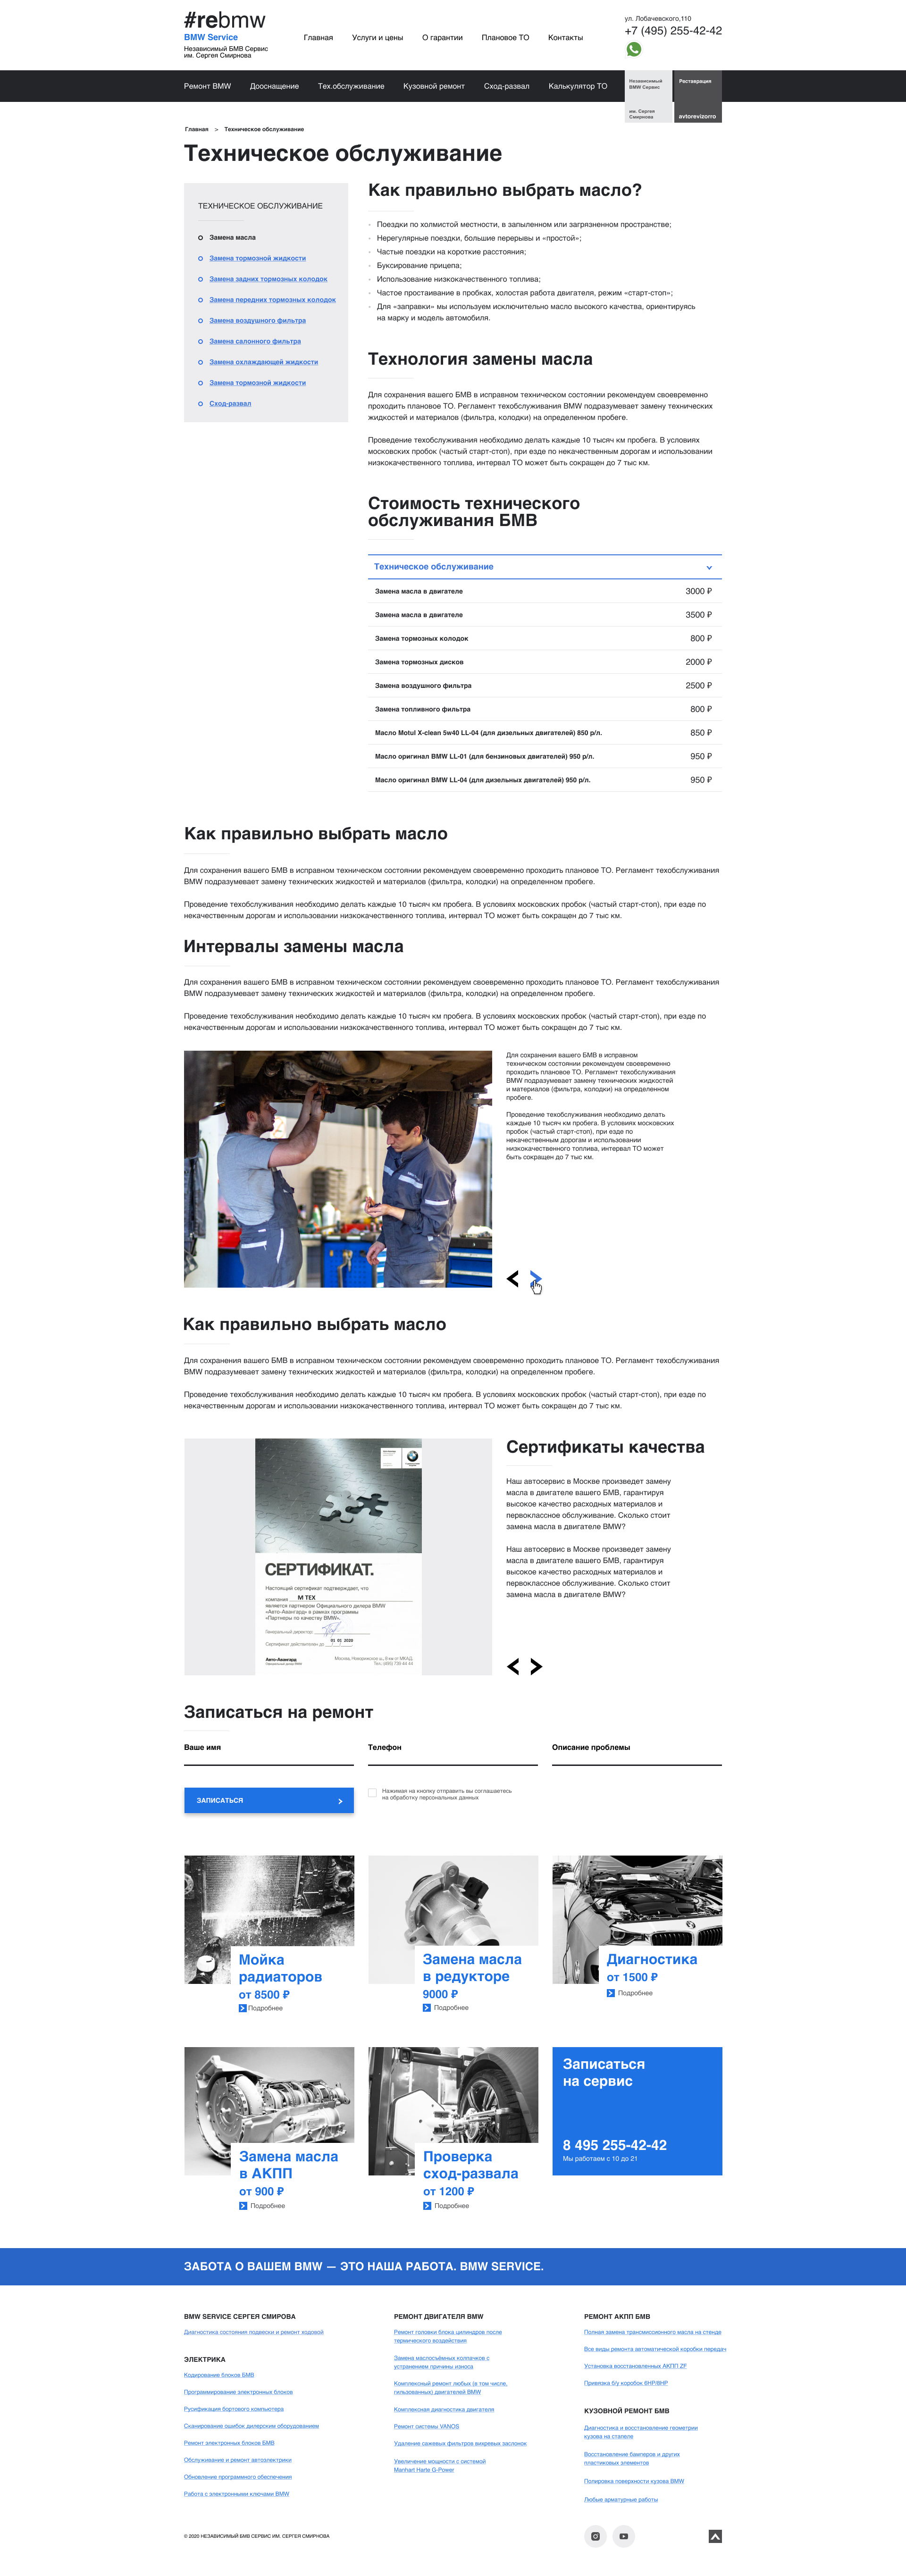 #rebmw
BMW Service
Независимый БМВ Сервис
им. Сергея Смирнова
Главная Услуги и цены О гарантии Плановое ТО Контакты
ул. Лобачевского,110
+7 (495) 255-42-42
Ремонт BMW Дооснащение Тех.обслуживание Кузовной ремонт Сход-развал Калькулятор ТО
Независимый
BMW Сервис
им. Сергея
Смирнова
Реставрация
avtorevizorro
Главная > Техническое обслуживание
Техническое обслуживание
ТЕХНИЧЕСКОЕ ОБСЛУЖИВАНИЕ
Замена масла
Замена тормозной жидкости
Замена задних тормозных колодок
Замена передних тормозных колодок
Замена воздушного фильтра
Замена салонного фильтра
Замена охлаждающей жидкости
Замена тормозной жидкости
Сход-развал
Как правильно выбрать масло?
Поездки по холмистой местности, в запыленном или загрязненном пространстве;
Нерегулярные поездки, большие перерывы и «простой»;
Частые поездки на короткие расстояния;
Буксирование прицепа;
Использование низкокачественного топлива;
Частое простаивание в пробках, холостая работа двигателя, режим «старт-стоп»;
Для «заправки» мы используем исключительно масло высокого качества, ориентируясь
на марку и модель автомобиля.
Технология замены масла
Для сохранения вашего БМВ в исправном техническом состоянии рекомендуем своевременно
проходить плановое ТО. Регламент техобслуживания BMW подразумевает замену технических
жидкостей и материалов (фильтра, колодки) на определенном пробеге.
Проведение техобслуживания необходимо делать каждые 10 тысяч км пробега. В условиях
московских пробок (частый старт-стоп), при езде по некачественным дорогам и использовании
низкокачественного топлива, интервал ТО может быть сокращен до 7 тыс км.
Стоимость технического
обслуживания БМВ
Техническое обслуживание
Замена масла в двигателе 3000 ₽
Замена масла в двигателе 3500 ₽
Замена тормозных колодок 800 ₽
Замена тормозных дисков 2000 ₽
Замена воздушного фильтра 2500 ₽
Замена топливного фильтра 800 ₽
Масло Motul X-clean 5w40 LL-04 (для дизельных двигателей) 850 р/л. 850 ₽
Масло оригинал BMW LL-01 (для бензиновых двигателей) 950 р/л. 950 ₽
Масло оригинал BMW LL-04 (для дизельных двигателей) 950 р/л. 950 ₽
Как правильно выбрать масло
Для сохранения вашего БМВ в исправном техническом состоянии рекомендуем своевременно проходить плановое ТО. Регламент техобслуживания
BMW подразумевает замену технических жидкостей и материалов (фильтра, колодки) на определенном пробеге.
Проведение техобслуживания необходимо делать каждые 10 тысяч км пробега. В условиях московских пробок (частый старт-стоп), при езде по
некачественным дорогам и использовании низкокачественного топлива, интервал ТО может быть сокращен до 7 тыс км.
Интервалы замены масла
Для сохранения вашего БМВ в исправном техническом состоянии рекомендуем своевременно проходить плановое ТО. Регламент техобслуживания
BMW подразумевает замену технических жидкостей и материалов (фильтра, колодки) на определенном пробеге.
Проведение техобслуживания необходимо делать каждые 10 тысяч км пробега. В условиях московских пробок (частый старт-стоп), при езде по
некачественным дорогам и использовании низкокачественного топлива, интервал ТО может быть сокращен до 7 тыс км.
Для сохранения вашего БМВ в исправном
техническом состоянии рекомендуем своевременно
проходить плановое ТО. Регламент техобслуживания
BMW подразумевает замену технических жидкостей
и материалов (фильтра, колодки) на определенном
пробеге.
Проведение техобслуживания необходимо делать
каждые 10 тысяч км пробега. В условиях московских
пробок (частый старт-стоп), при езде по
некачественным дорогам и использовании
низкокачественного топлива, интервал ТО может
быть сокращен до 7 тыс км.
Как правильно выбрать масло
Для сохранения вашего БМВ в исправном техническом состоянии рекомендуем своевременно проходить плановое ТО. Регламент техобслуживания
BMW подразумевает замену технических жидкостей и материалов (фильтра, колодки) на определенном пробеге.
Проведение техобслуживания необходимо делать каждые 10 тысяч км пробега. В условиях московских пробок (частый старт-стоп), при езде по
некачественным дорогам и использовании низкокачественного топлива, интервал ТО может быть сокращен до 7 тыс км.
СЕРТИФИКАТ.
Настоящий сертификат подтверждает, что
компания М ТЕХ
является партнером Официального дилера BMW
«Авто-Авангард» в рамках программы
«Партнеры по качеству BMW».
Генеральный директор:
Сертификат действителен до 01 01 2020
Авто-Авангард
Официальный дилер BMW
Сертификаты качества
Наш автосервис в Москве произведет замену
масла в двигателе вашего БМВ, гарантируя
высокое качество расходных материалов и
первоклассное обслуживание. Сколько стоит
замена масла в двигателе BMW?
Наш автосервис в Москве произведет замену
масла в двигателе вашего БМВ, гарантируя
высокое качество расходных материалов и
первоклассное обслуживание. Сколько стоит
замена масла в двигателе BMW?
Записаться на ремонт
Ваше имя Телефон Описание проблемы
ЗАПИСАТЬСЯ
Нажимая на кнопку отправить вы соглашаетесь
на обработку персональных данных
Мойка
радиаторов
от 8500 ₽
Подробнее
Замена масла
в редукторе
9000 ₽
Подробнее
Диагностика
от 1500 ₽
Подробнее
Замена масла
в АКПП
от 900 ₽
Подробнее
Проверка
сход-развала
от 1200 ₽
Подробнее
Записаться
на сервис
8 495 255-42-42
Мы работаем с 10 до 21
ЗАБОТА О ВАШЕМ BMW — ЭТО НАША РАБОТА. BMW SERVICE.
BMW SERVICE СЕРГЕЯ СМИРОВА
Диагностика состояния подвески и ремонт ходовой
ЭЛЕКТРИКА
Кодирование блоков БМВ
Программирование электронных блоков
Русификация бортового компьютера
Сканирование ошибок дилерским оборудованием
Ремонт электронных блоков БМВ
Обслуживание и ремонт автоэлектрики
Обновление программного обеспечения
Работа с электронными ключами BMW
РЕМОНТ ДВИГАТЕЛЯ BMW
Ремонт головки блока цилиндров после
термического воздействия
Замена маслосъёмных колпачков с
устранением причины износа
Комплексный ремонт любых (в том числе,
гильзованных) двигателей BMW
Комплексная диагностика двигателя
Ремонт системы VANOS
Удаление сажевых фильтров вихревых заслонок
Увеличение мощности с системой
Manhart Harte G-Power
РЕМОНТ АКПП БМВ
Полная замена трансмиссионного масла на стенде
Все виды ремонта автоматической коробки передач
Установка восстановленных АКПП ZF
Привязка б/у коробок 6HP/8HP
КУЗОВНОЙ РЕМОНТ БМВ
Диагностика и восстановление геометрии
кузова на стапеле
Восстановление бамперов и других
пластиковых элементов
Полировка поверхности кузова BMW
Любые арматурные работы
© 2020 НЕЗАВИСИМЫЙ БМВ СЕРВИС ИМ. СЕРГЕЯ СМИРНОВА